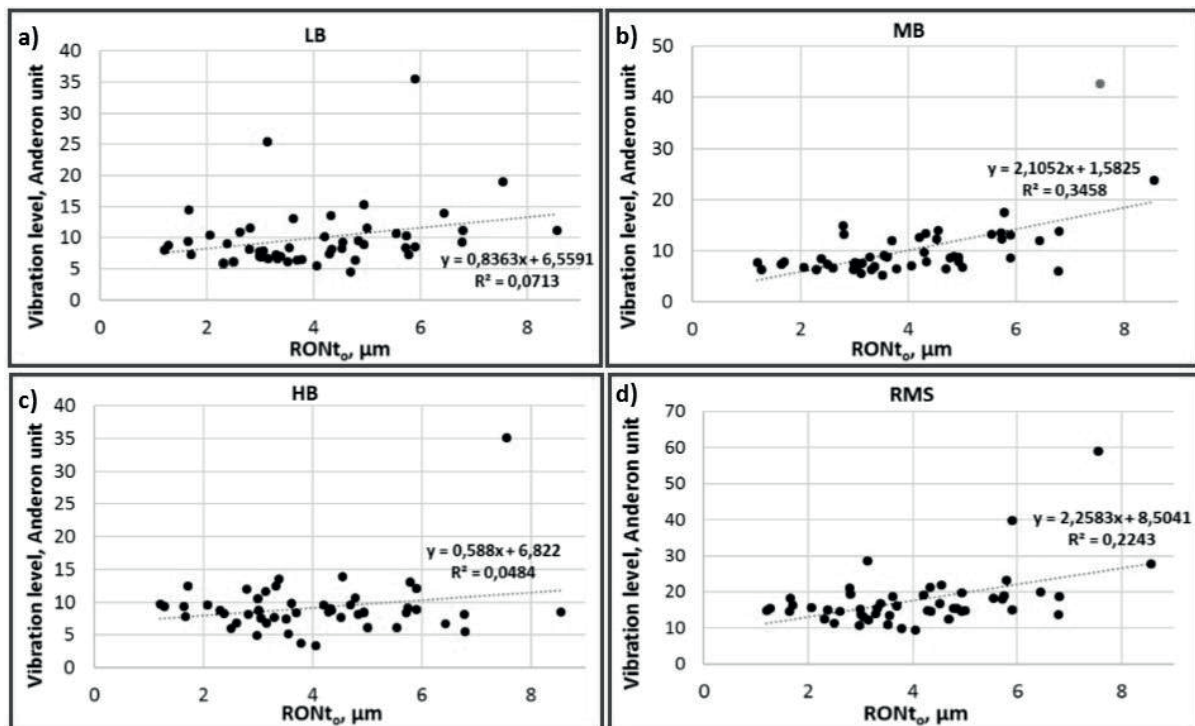 a)
LB
Vibration level, Anderon unit
40
35
30
25
20
15
10
5
0
y = 0,8363x + 6,5591
R² = 0,0713
0 2 4 6 8
RONtₒ, µm
b)
MB
Vibration level, Anderon unit
50
40
30
20
10
0
y = 2,1052x + 1,5825
R² = 0,3458
0 2 4 6 8
RONtₒ, µm
c)
HB
Vibration level, Anderon unit
40
35
30
25
20
15
10
5
0
y = 0,588x + 6,822
R² = 0,0484
0 2 4 6 8
RONtₒ, µm
d)
RMS
Vibration level, Anderon unit
70
60
50
40
30
20
10
0
y = 2,2583x + 8,5041
R² = 0,2243
0 2 4 6 8
RONtₒ, µm